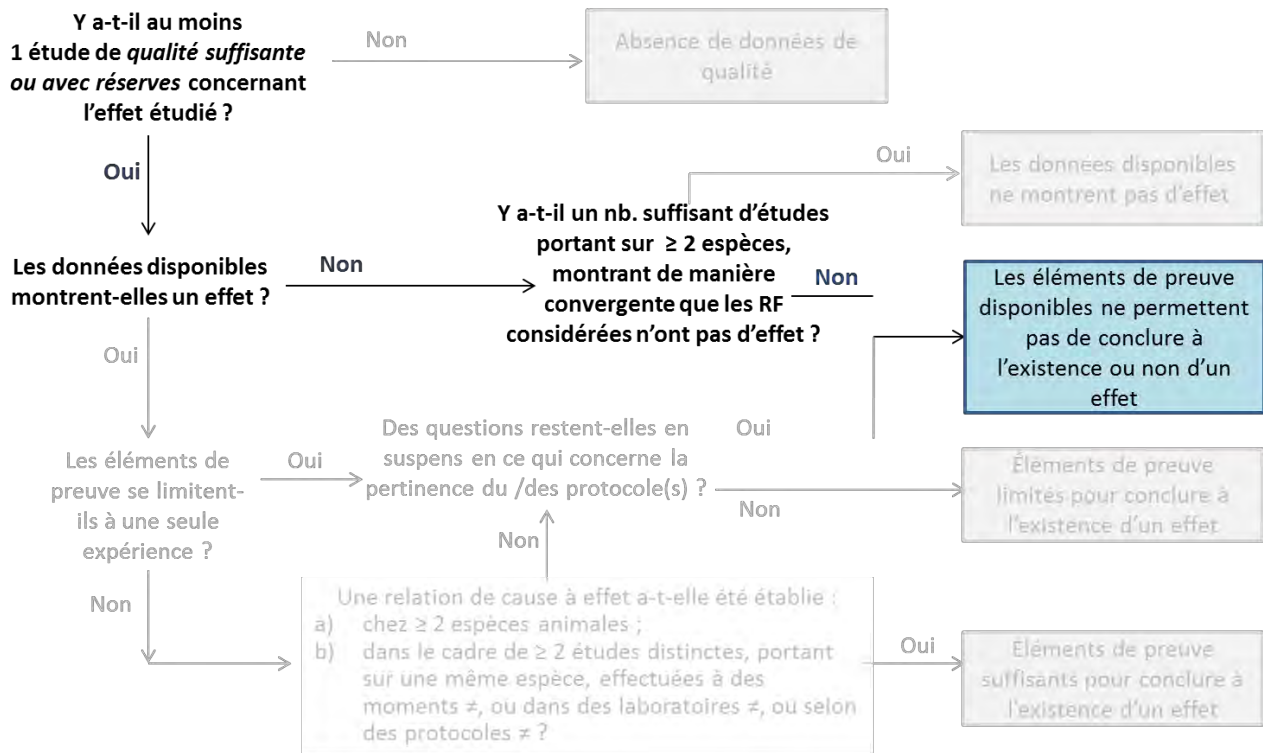 Y a-t-il au moins
1 étude de qualité suffisante
ou avec réserves concernant
l'effet étudié ?
Non
Absence de données de
qualité
Oui
Oui
Les données disponibles
ne montrent pas d'effet
Y a-t-il un nb. suffisant d'études
portant sur ≥ 2 espèces,
montrant de manière
convergente que les RF
considérées n'ont pas d'effet ?
Les données disponibles
montrent-elles un effet ?
Non
Non
Les éléments de preuve
disponibles ne permettent
pas de conclure à
l'existence ou non d'un
effet
Oui
Des questions restent-elles en
suspens en ce qui concerne la
pertinence du /des protocole(s) ?
Oui
Les éléments de
preuve se limitent-
ils à une seule
expérience ?
Oui
Non
Éléments de preuve
limités pour conclure à
l'existence d'un effet
Non
Non
Une relation de cause à effet a-t-elle été établie :
a) chez ≥ 2 espèces animales ;
b) dans le cadre de ≥ 2 études distinctes, portant
sur une même espèce, effectuées à des
moments ≠, ou dans des laboratoires ≠, ou selon
des protocoles ≠ ?
Oui
Éléments de preuve
suffisants pour conclure à
l'existence d'un effet